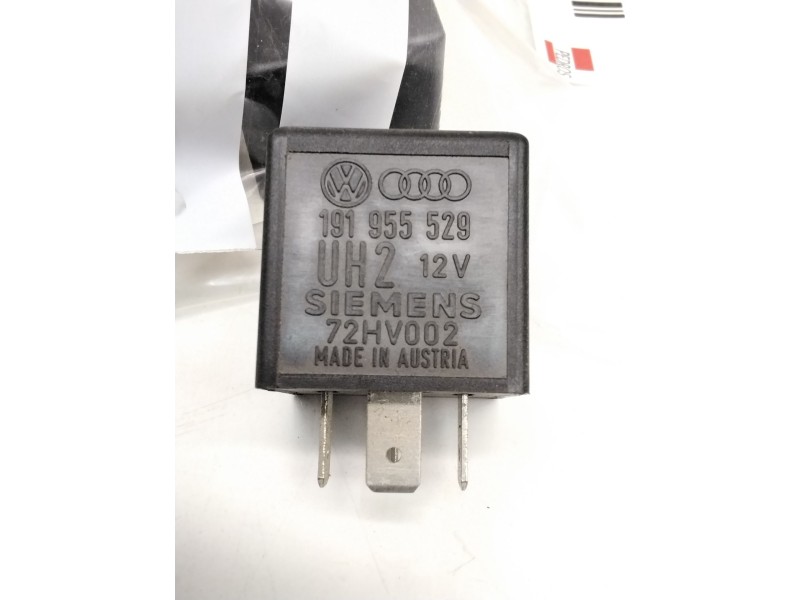 191 955 529
UH2 12V
SIEMENS
72HV002
MADE IN AUSTRIA